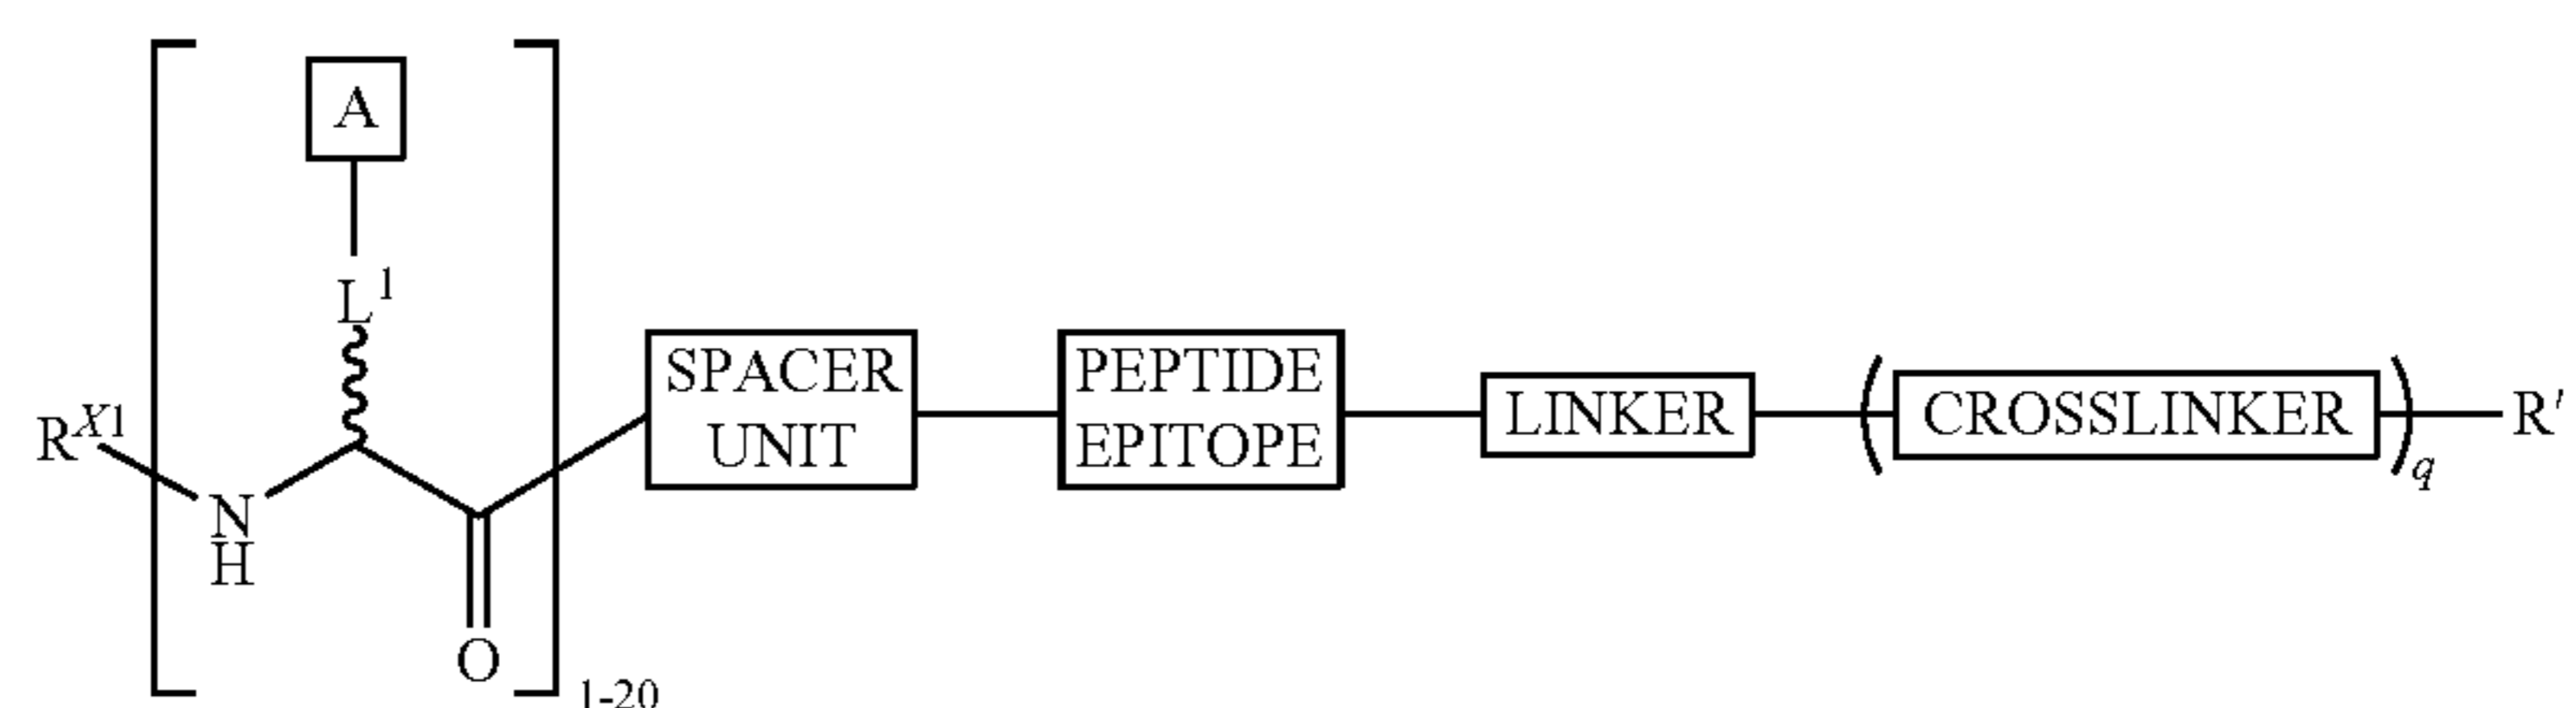 A
L1
RX1
N
H
O
1-20
SPACER
UNIT
PEPTIDE
EPITOPE
LINKER
(CROSSLINKER)q
R'